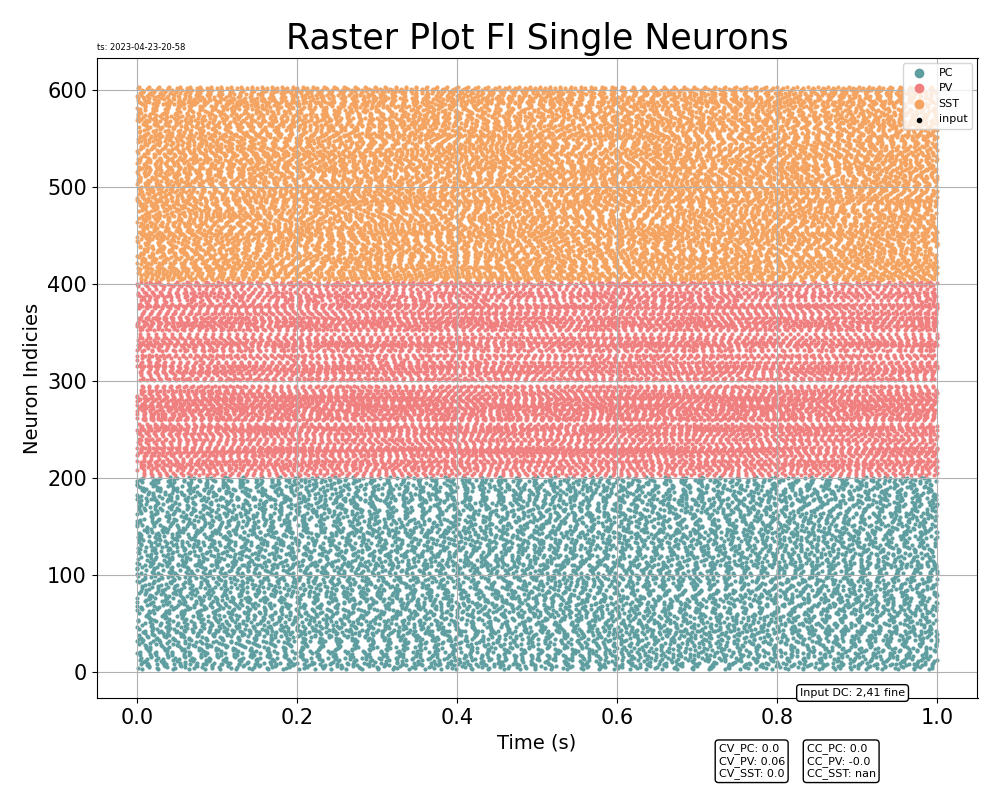 Raster Plot FI Single Neurons
ts: 2023-04-23-20-58
PC
PV
SST
input
600
500
400
300
200
100
0
Neuron Indicies
0.0 0.2 0.4 0.6 0.8 1.0
Input DC: 2,41 fine
Time (s)
CV_PC: 0.0
CV_PV: 0.06
CV_SST: 0.0
CC_PC: 0.0
CC_PV: -0.0
CC_SST: nan